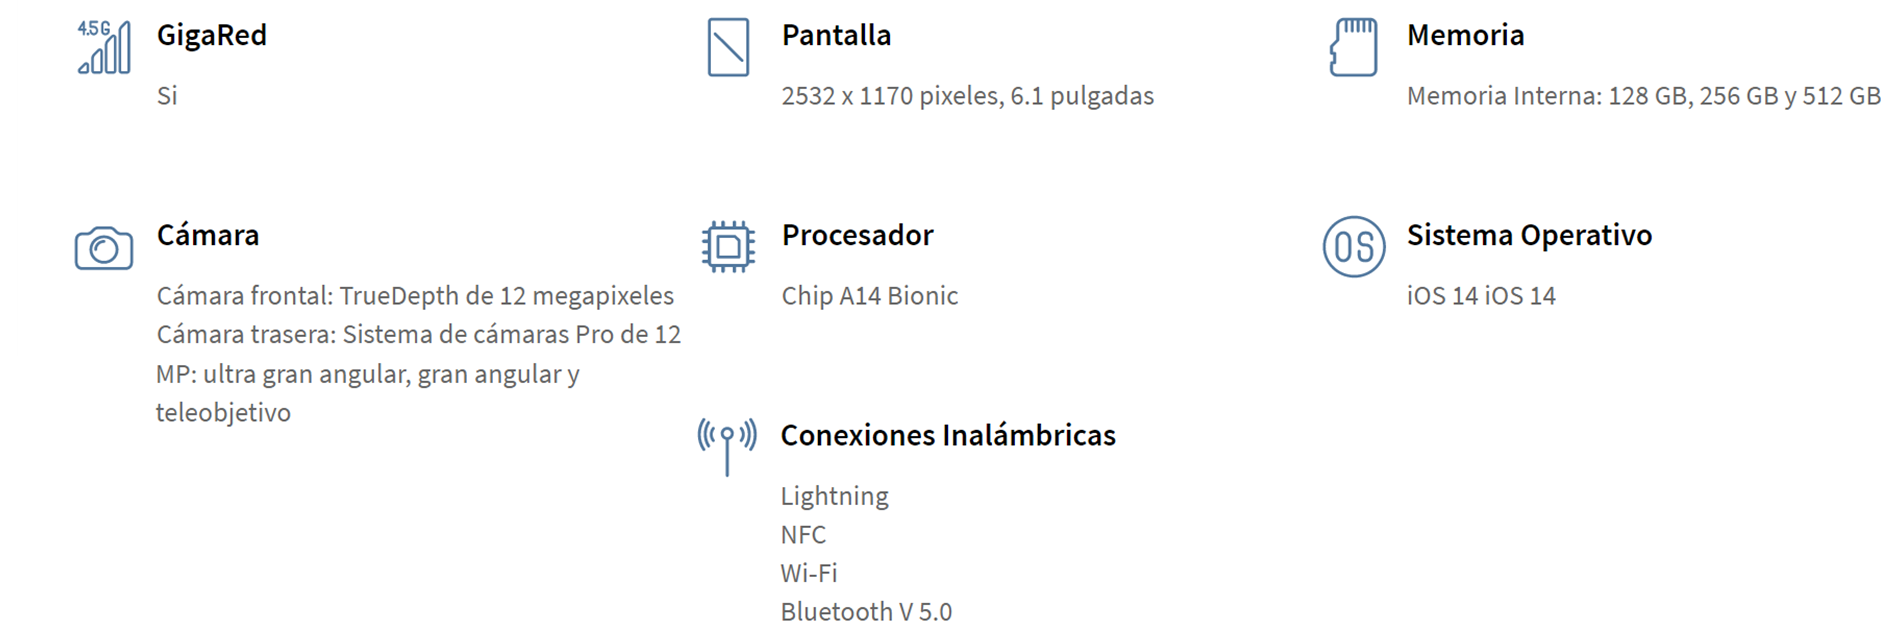 4.5G
GigaRed
Si
Pantalla
2532 x 1170 pixeles, 6.1 pulgadas
Memoria
Memoria Interna: 128 GB, 256 GB y 512 GB
Cámara
Cámara frontal: TrueDepth de 12 megapixeles
Cámara trasera: Sistema de cámaras Pro de 12
MP: ultra gran angular, gran angular y
teleobjetivo
Procesador
Chip A14 Bionic
OS
Sistema Operativo
iOS 14 iOS 14
Conexiones Inalámbricas
Lightning
NFC
Wi-Fi
Bluetooth V 5.0